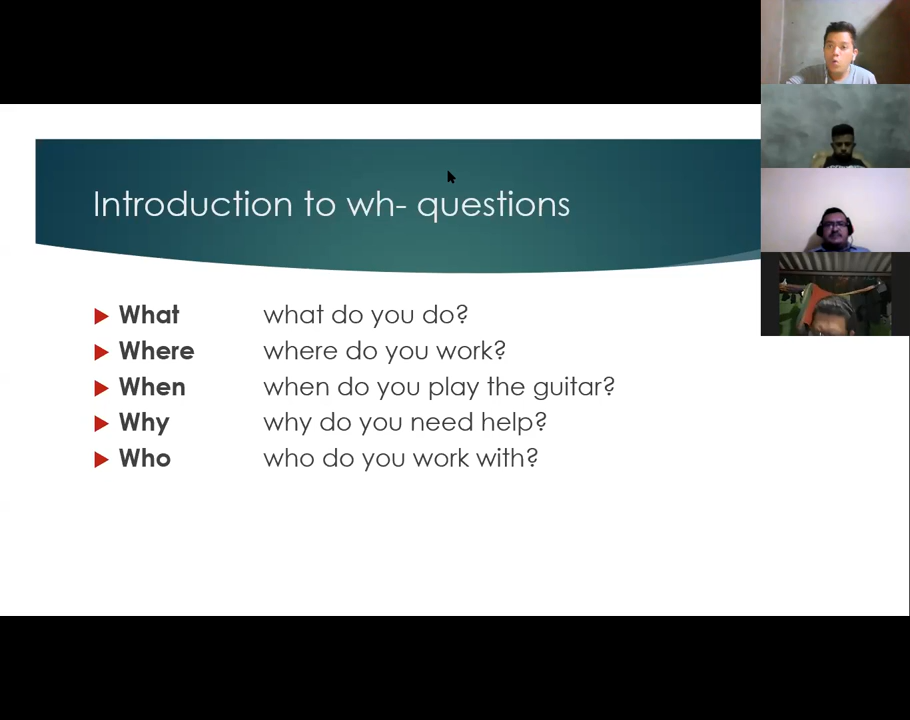 Introduction to wh- questions
What what do you do?
Where where do you work?
When when do you play the guitar?
Why why do you need help?
Who who do you work with?